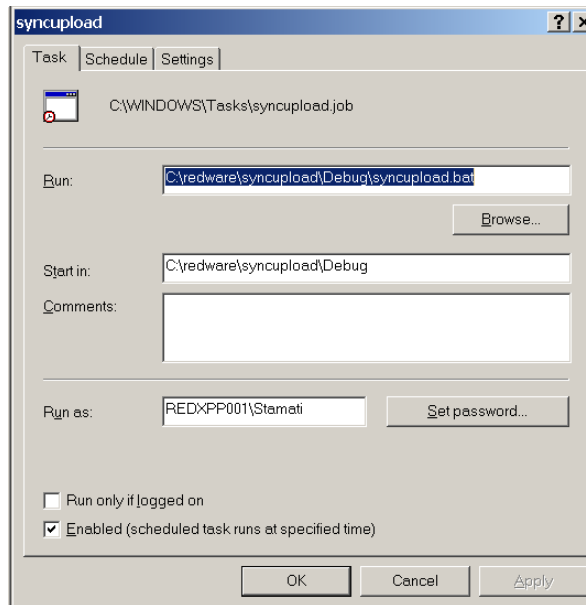 syncupload
Task Schedule Settings
C:\WINDOWS\Tasks\syncupload.job
Run: C:\redware\syncupload\Debug\syncupload.bat
Browse...
Start in: C:\redware\syncupload\Debug
Comments:
Run as: REDXPP001\Stamati Set password...
Run only if logged on
Enabled (scheduled task runs at specified time)
OK Cancel Apply